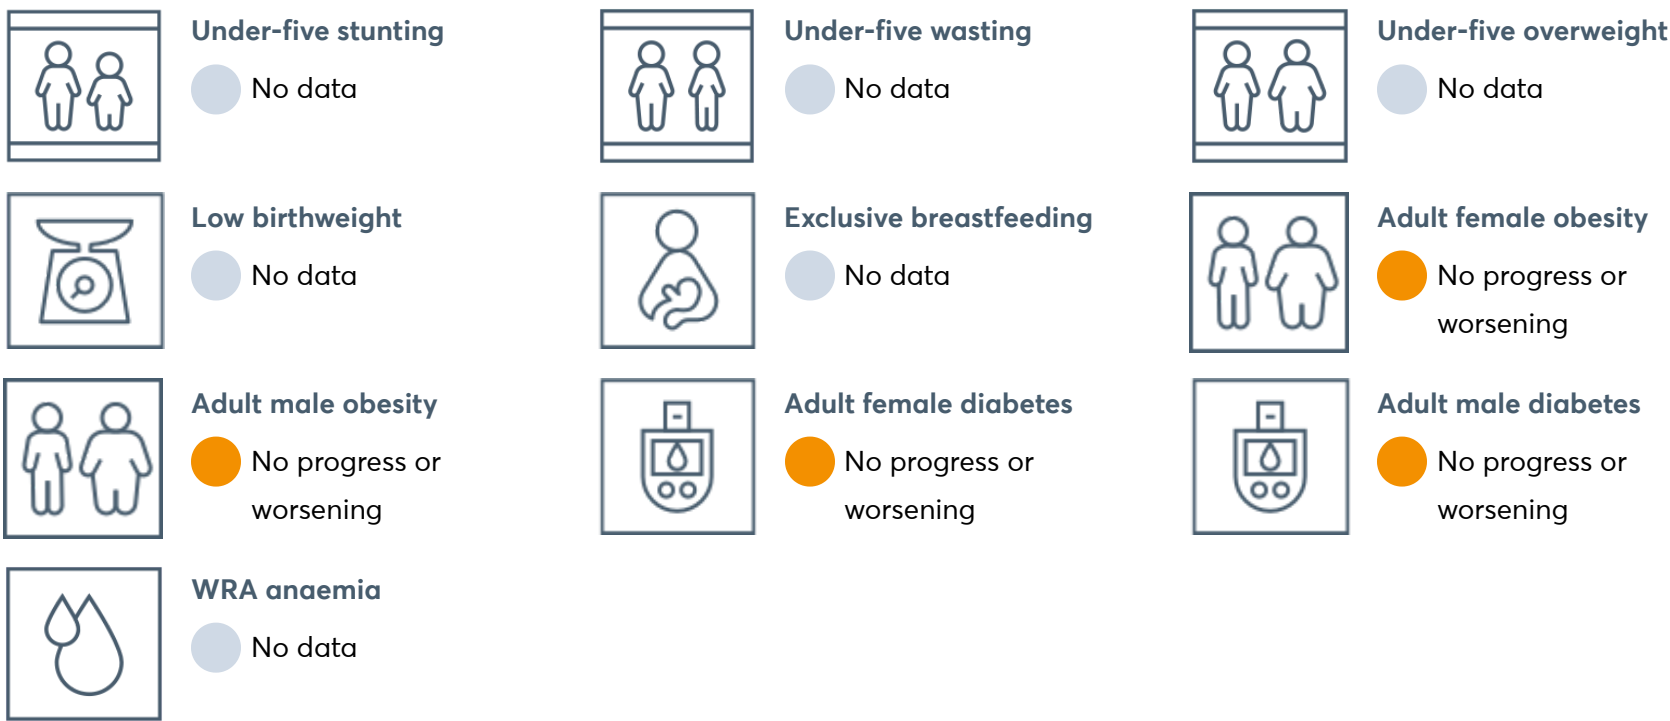 Under-five stunting
No data
Under-five wasting
No data
Under-five overweight
No data
Low birthweight
No data
Exclusive breastfeeding
No data
Adult female obesity
No progress or
worsening
Adult male obesity
No progress or
worsening
Adult female diabetes
No progress or
worsening
Adult male diabetes
No progress or
worsening
WRA anaemia
No data